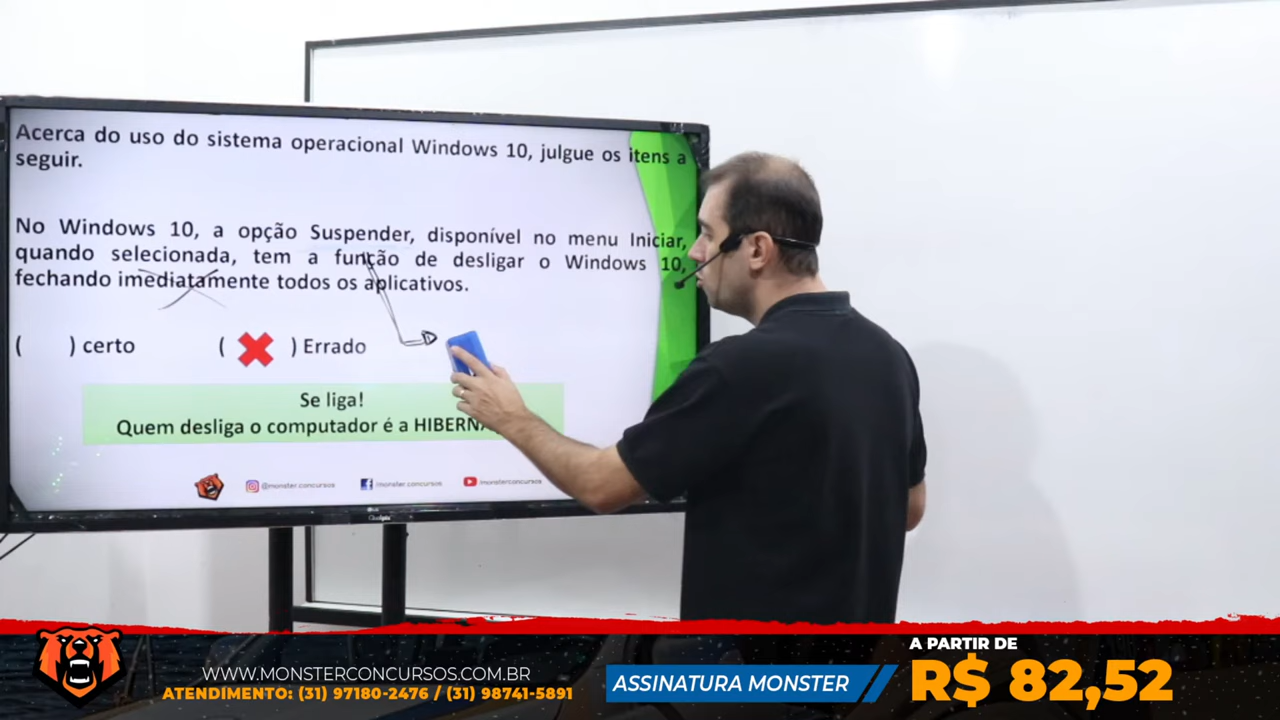 Acerca do uso do sistema operacional Windows 10, julgue os itens a
seguir.
No Windows 10, a opção Suspender, disponível no menu Iniciar,
quando selecionada, tem a função de desligar o Windows 10,
fechando imediatamente todos os aplicativos.
( ) certo ( ❌ ) Errado
Se liga!
Quem desliga o computador é a
@monster.concursos /monster.concursos /monsterconcursos
WWW.MONSTERCONCURSOS.COM.BR
ATENDIMENTO: (31) 97180-2476 / (31) 98741-5891
ASSINATURA MONSTER
A PARTIR DE
R$ 82,52